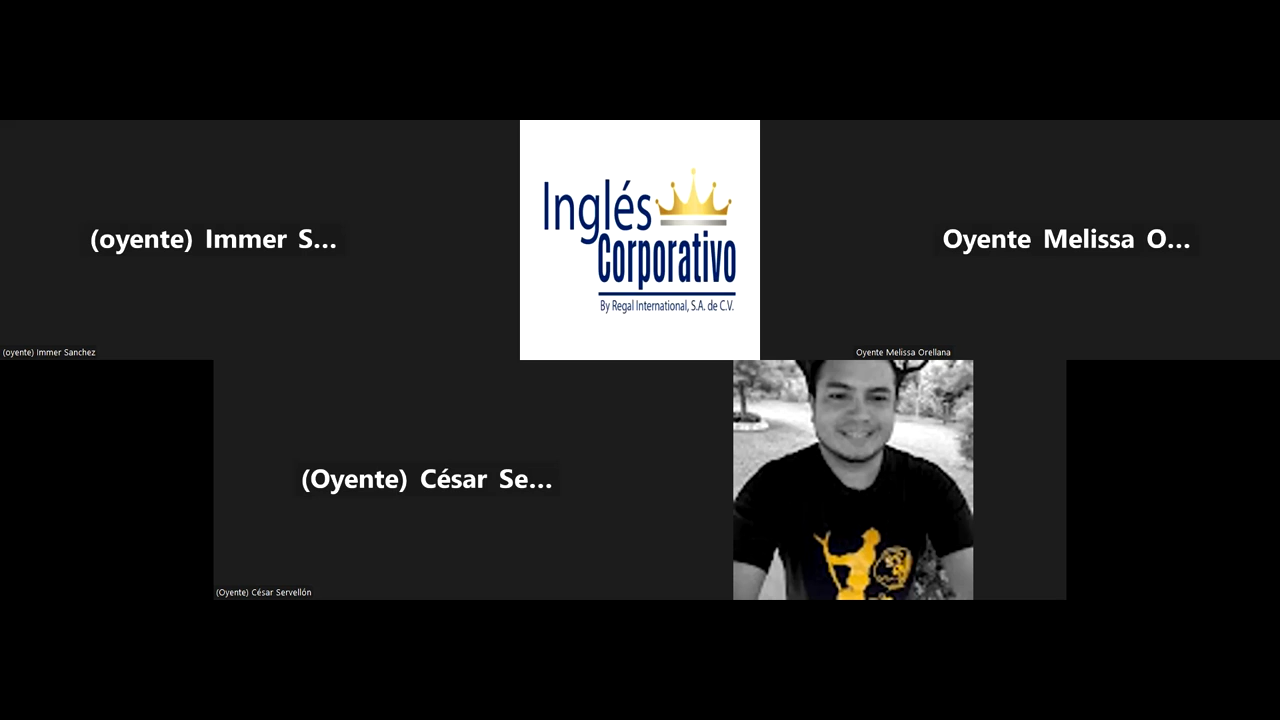 (oyente) Immer S...
Inglés
Corporativo
By Regal International, S.A. de C.V.
Oyente Melissa O...
(oyente) Immer Sanchez
Oyente Melissa Orellana
(Oyente) César Se...
(Oyente) César Servellón